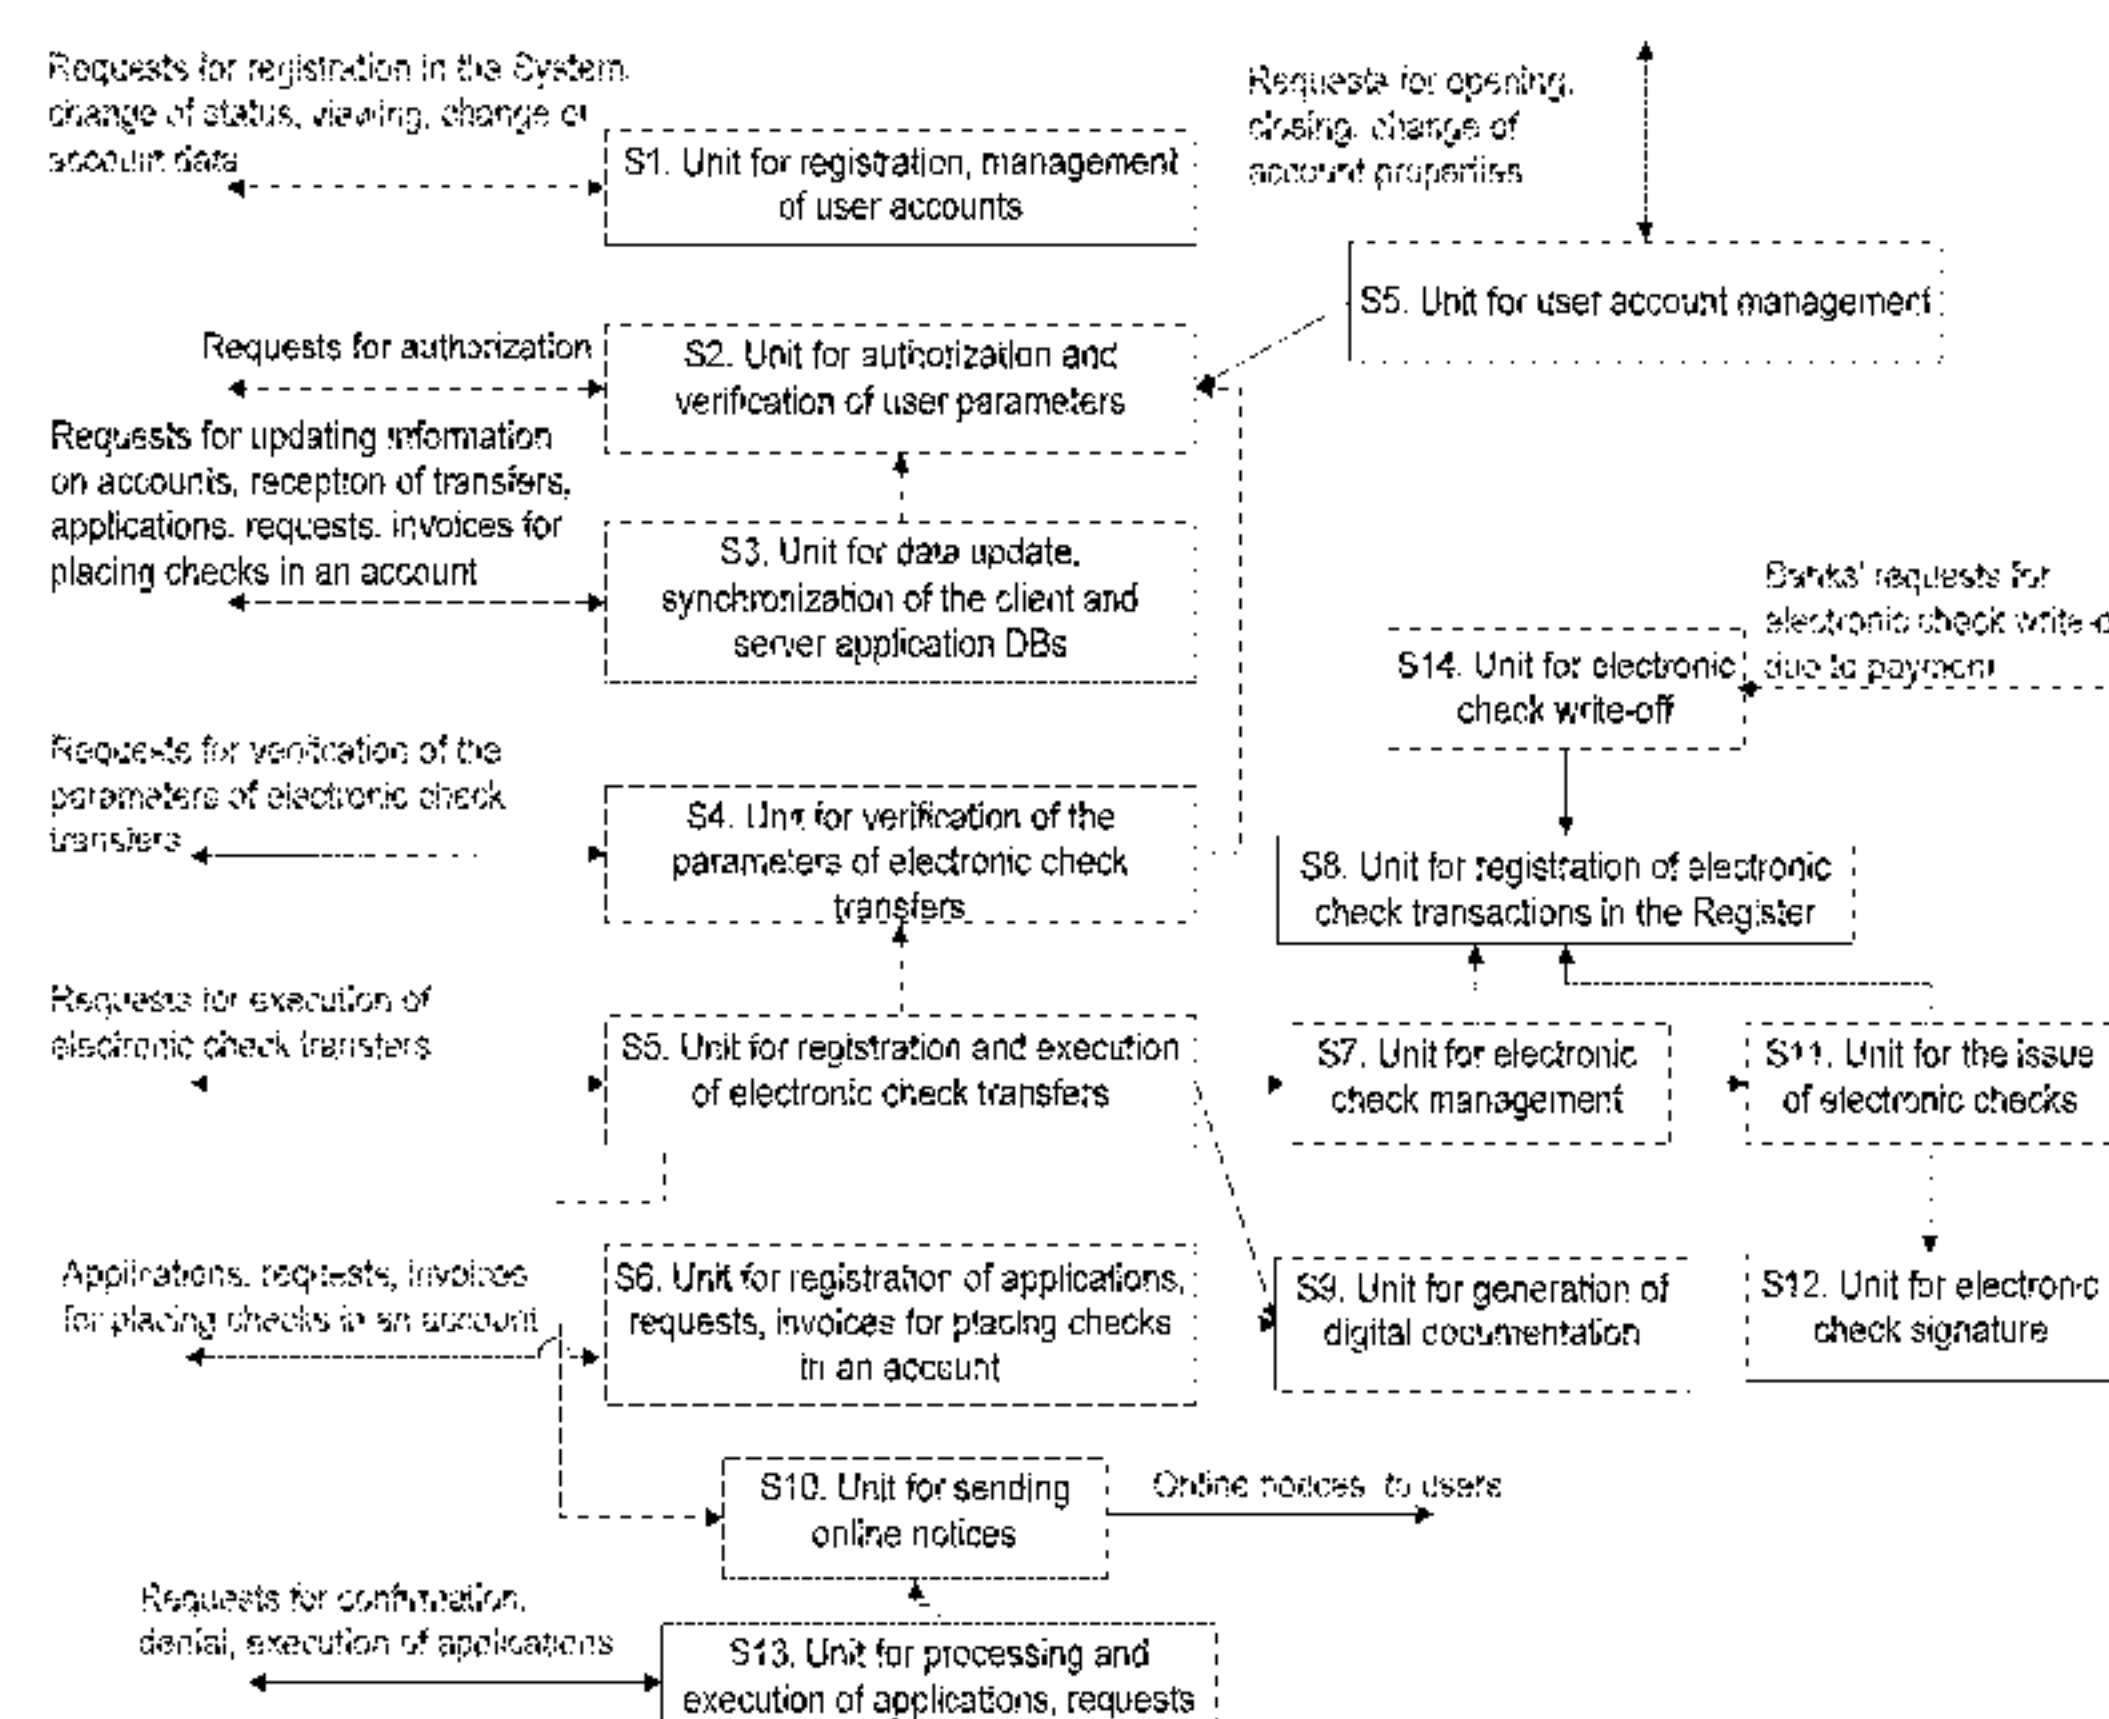 Requests for registration in the System,
change of status, viewing, change of
account data
S1. Unit for registration, management
of user accounts
Requests for opening,
closing, change of
account properties
S5. Unit for user account management
Requests for authorization
S2. Unit for authorization and
verification of user parameters
Requests for updating information
on accounts, reception of transfers,
applications, requests, invoices for
placing checks in an account
S3. Unit for data update,
synchronization of the client and
server application DBs
Banks' requests for
electronic check write-o
due to payment
S14. Unit for electronic
check write-off
Requests for verification of the
parameters of electronic check
transfers
S4. Unit for verification of the
parameters of electronic check
transfers
S8. Unit for registration of electronic
check transactions in the Register
Requests for execution of
electronic check transfers
S5. Unit for registration and execution
of electronic check transfers
S7. Unit for electronic
check management
S11. Unit for the issue
of electronic checks
Applications, requests, invoices
for placing checks in an account
S6. Unit for registration of applications,
requests, invoices for placing checks
in an account
S9. Unit for generation of
digital documentation
S12. Unit for electronic
check signature
S10. Unit for sending
online notices
Online notices to users
Requests for confirmation,
denial, execution of applications
S13. Unit for processing and
execution of applications, requests